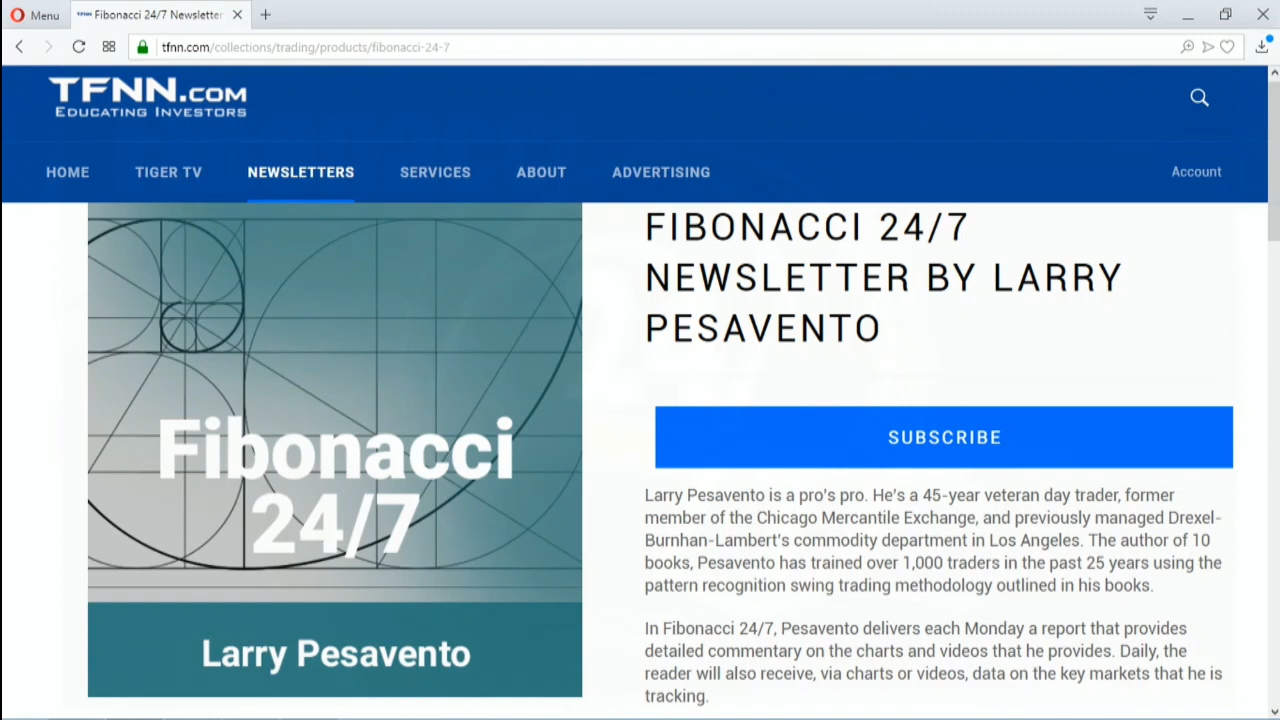 Menu
TFNN Fibonacci 24/7 Newsletter
tfnn.com/collections/trading/products/fibonacci-24-7
TFNN.COM
EDUCATING INVESTORS
HOME TIGER TV NEWSLETTERS SERVICES ABOUT ADVERTISING Account
FIBONACCI 24/7
NEWSLETTER BY LARRY
PESAVENTO
Fibonacci
24/7
Larry Pesavento
SUBSCRIBE
Larry Pesavento is a pro's pro. He's a 45-year veteran day trader, former
member of the Chicago Mercantile Exchange, and previously managed Drexel-
Burnhan-Lambert's commodity department in Los Angeles. The author of 10
books, Pesavento has trained over 1,000 traders in the past 25 years using the
pattern recognition swing trading methodology outlined in his books.
In Fibonacci 24/7, Pesavento delivers each Monday a report that provides
detailed commentary on the charts and videos that he provides. Daily, the
reader will also receive, via charts or videos, data on the key markets that he is
tracking.